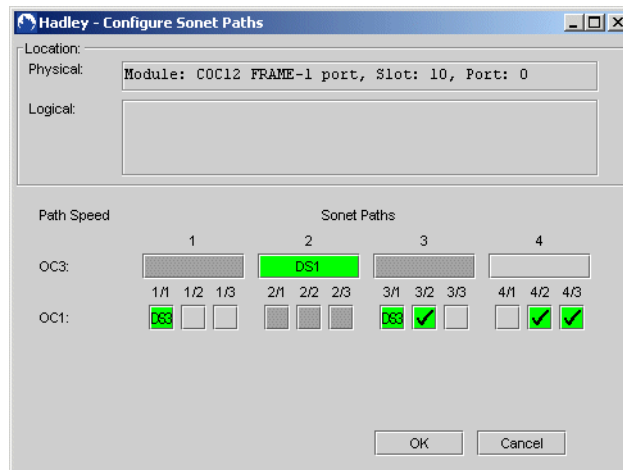 Hadley - Configure Sonet Paths
Location:
Physical: Module: COC12 FRAME-1 port, Slot: 10, Port: 0
Logical:
Path Speed Sonet Paths
1 2 3 4
OC3: DS1
1/1 1/2 1/3 2/1 2/2 2/3 3/1 3/2 3/3 4/1 4/2 4/3
OC1: DS3 DS3
OK Cancel